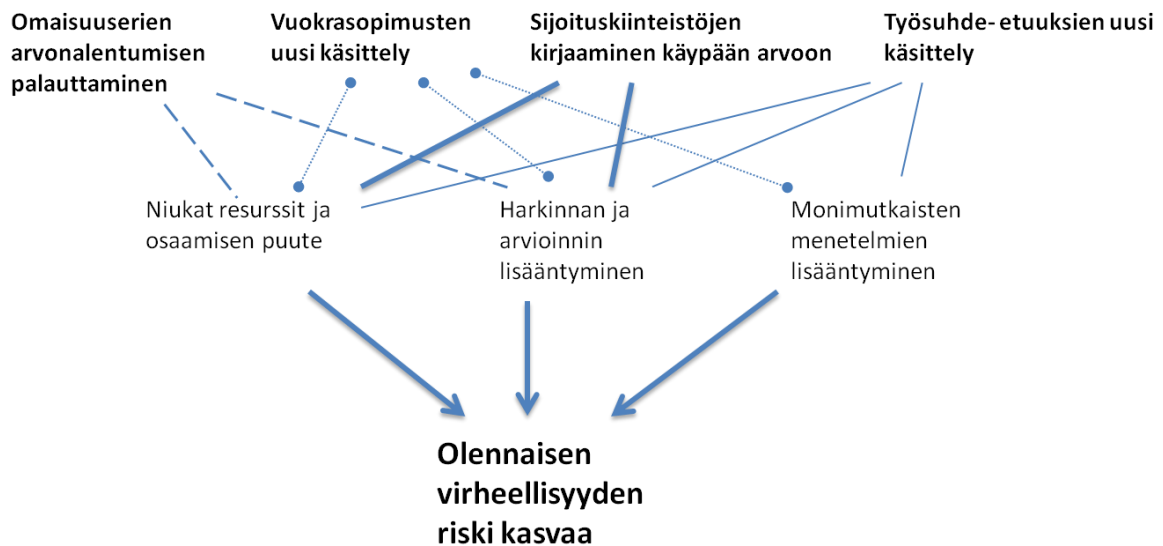 Omaisuuserien
arvonalentumisen
palauttaminen
Vuokrasopimusten
uusi käsittely
Sijoituskiinteistöjen
kirjaaminen käypään arvoon
Työsuhde- etuuksien uusi
käsittely
Niukat resurssit ja
osaamisen puute
Harkinnan ja
arvioinnin
lisääntyminen
Monimutkaisten
menetelmien
lisääntyminen
Olennaisen
virheellisyyden
riski kasvaa